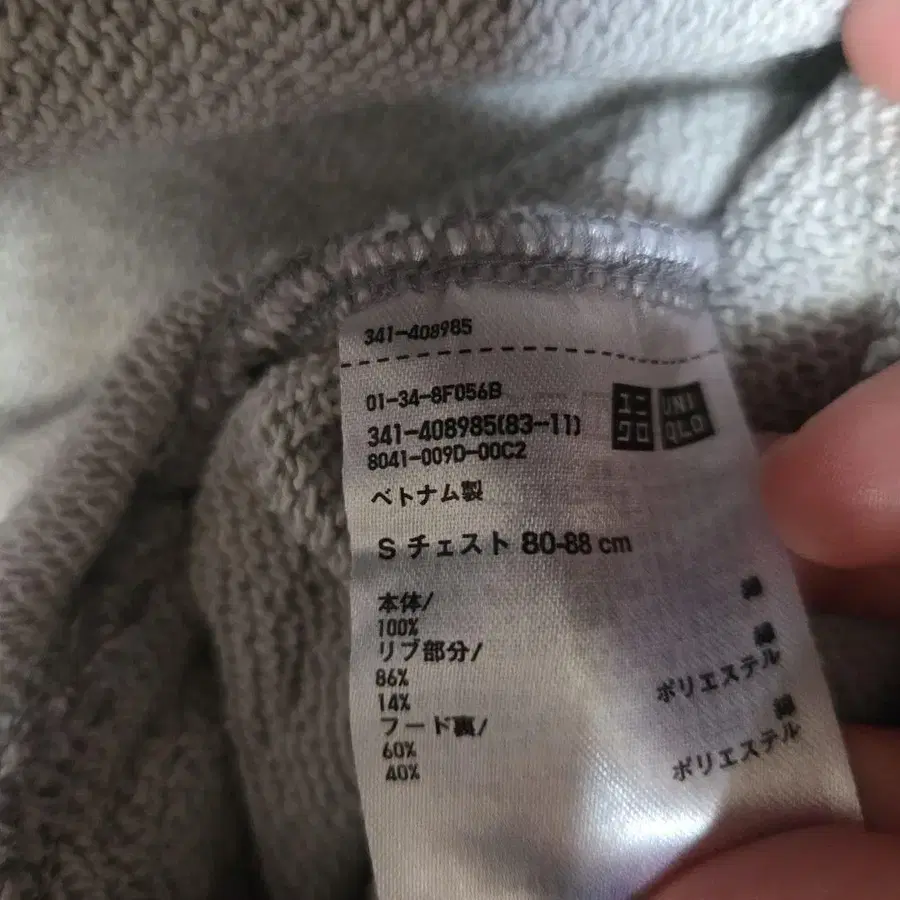 341-408985
01-34-8F056B
341-408985(83-11)
8041-009D-00C2
ユニ
クロ
UNI
QLO
ベトナム製
S チェスト 80-88 cm
本体/
綿
100%
リブ部分/
綿
86%
ポリエステル
14%
フード裏/
綿
60%
ポリエステル
40%